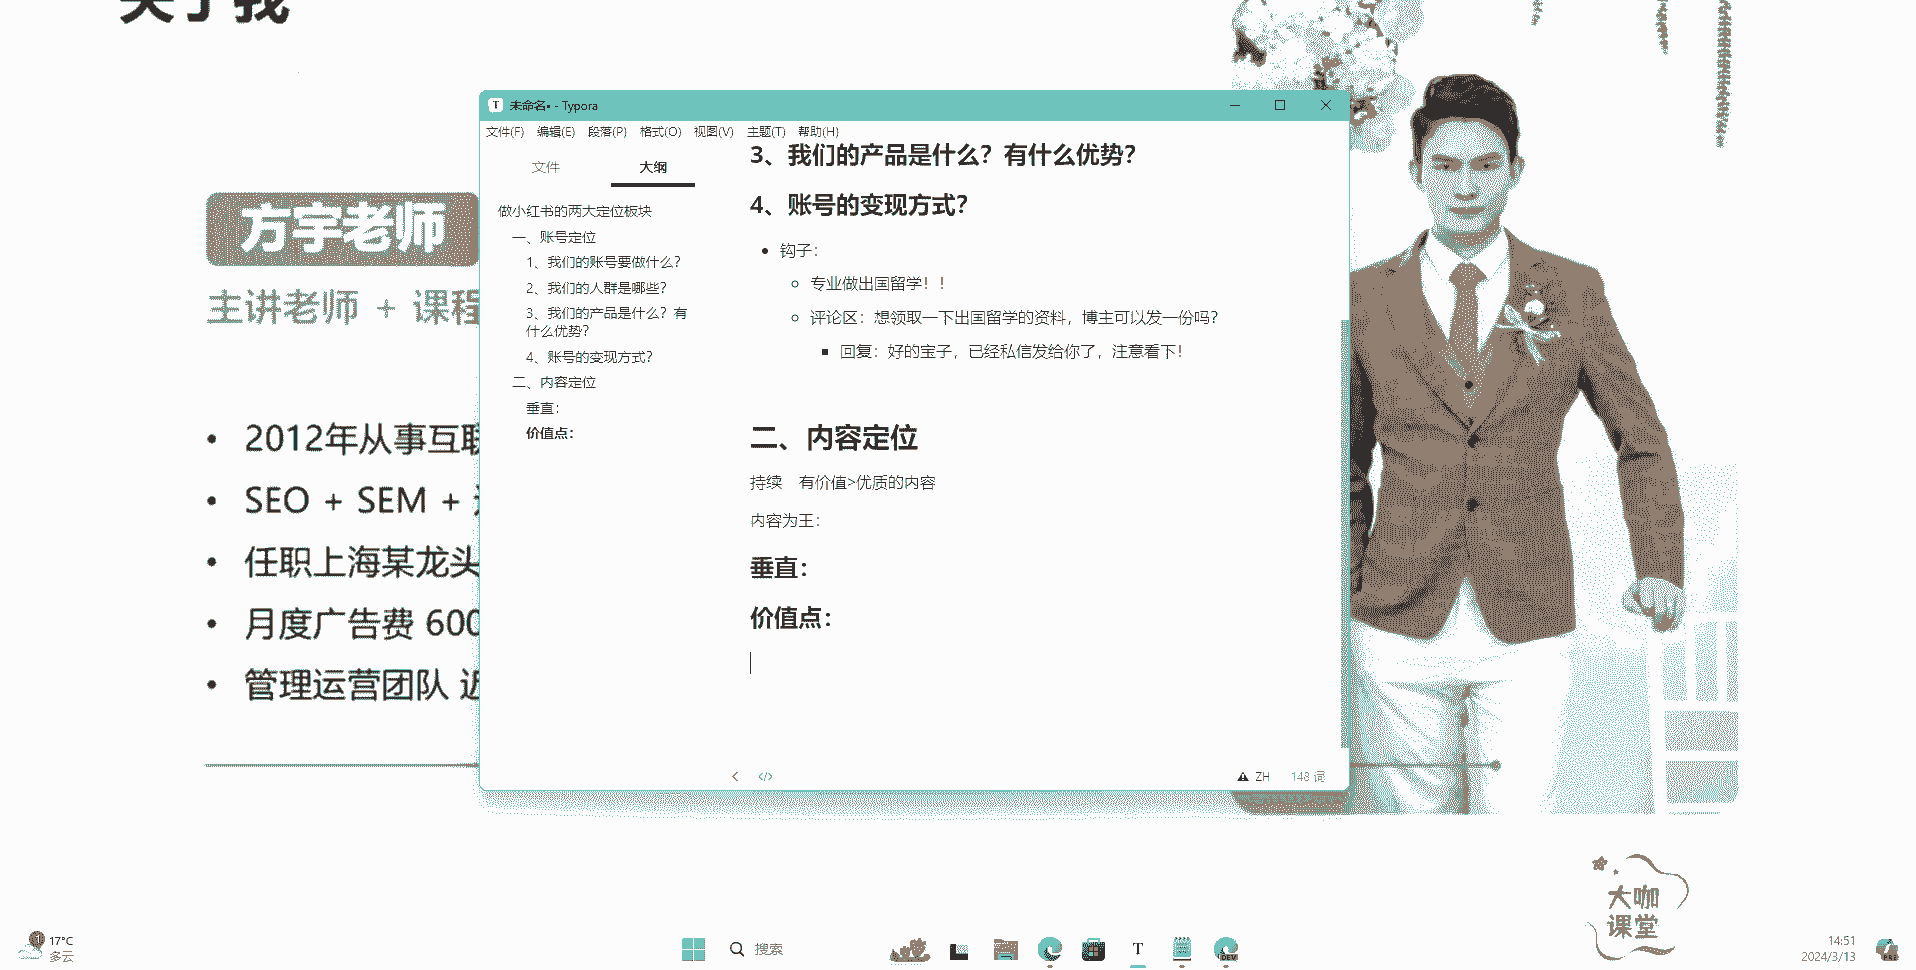 关于我
方宇老师
主讲老师 + 课程
2012年从事互联
SEO + SEM +
任职上海某龙头
月度广告费 600
管理运营团队 近
未命名• - Typora
文件(F) 编辑(E) 段落(P) 格式(O) 视图(V) 主题(T) 帮助(H)
文件 大纲
做小红书的两大定位板块
一、账号定位
1、我们的账号要做什么？
2、我们的人群是哪些？
3、我们的产品是什么？有
什么优势？
4、账号的变现方式？
二、内容定位
垂直：
价值点：
3、我们的产品是什么？有什么优势？
4、账号的变现方式？
钩子：
专业做出国留学！！
评论区：想领取一下出国留学的资料，博主可以发一份吗？
回复：好的宝子，已经私信发给你了，注意看下！
二、内容定位
持续 有价值>优质的内容
内容为王：
垂直：
价值点：
ZH 148 词
大咖
课堂
1
17°C
多云
搜索
T
DEV
14:51
2024/3/13
PRE